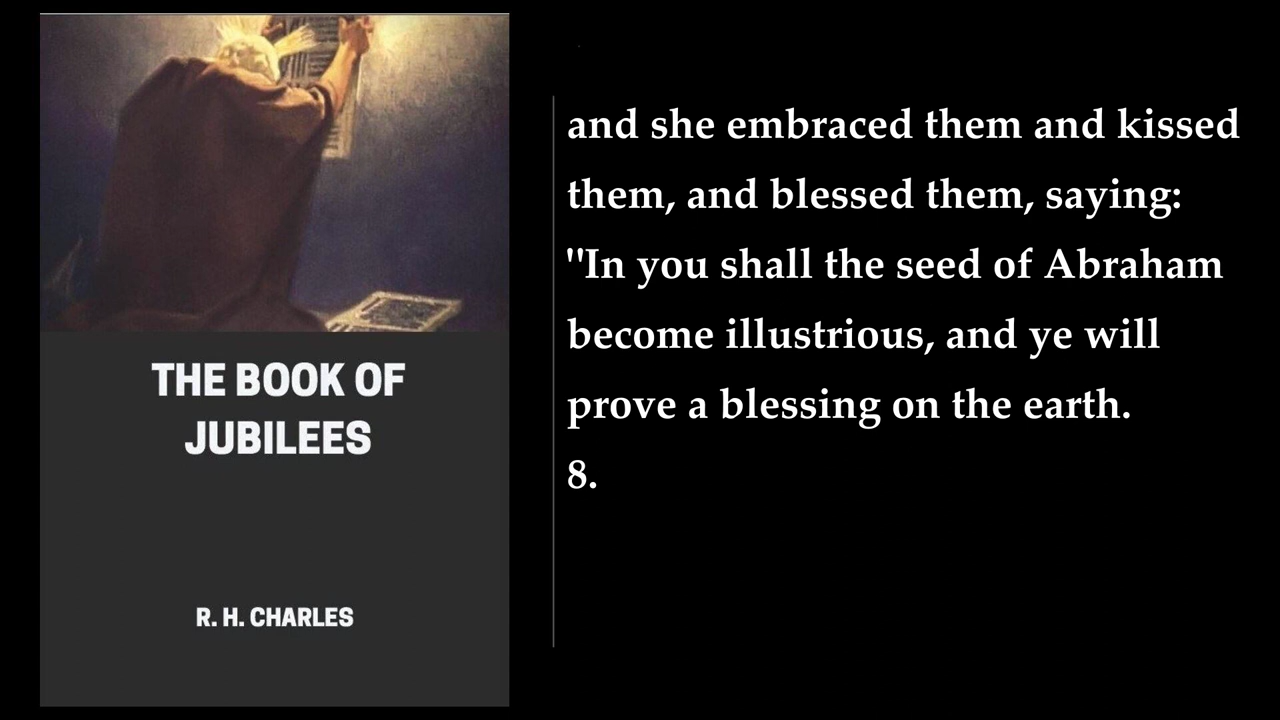 THE BOOK OF
JUBILEES
R. H. CHARLES
and she embraced them and kissed
them, and blessed them, saying:
"In you shall the seed of Abraham
become illustrious, and ye will
prove a blessing on the earth.
8.